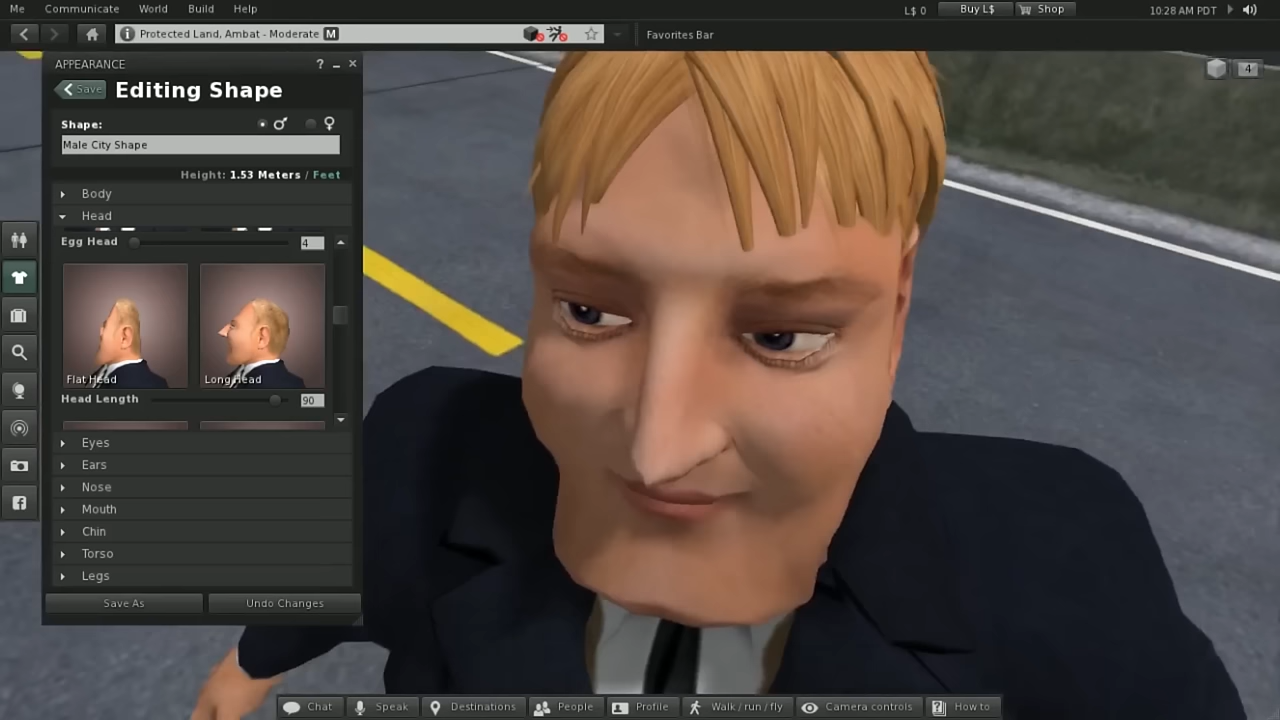 Me Communicate World Build Help L$ 0 Buy L$ Shop 10:28 AM PDT
Protected Land, Ambat - Moderate M Favorites Bar
APPEARANCE ?
4
Save Editing Shape
Shape:
Male City Shape
Height: 1.53 Meters / Feet
Body
Head
Egg Head 4
Flat Head Long Head
Head Length 90
Eyes
Ears
Nose
Mouth
Chin
Torso
Legs
Save As Undo Changes
Chat Speak Destinations People Profile Walk / run / fly Camera controls How to